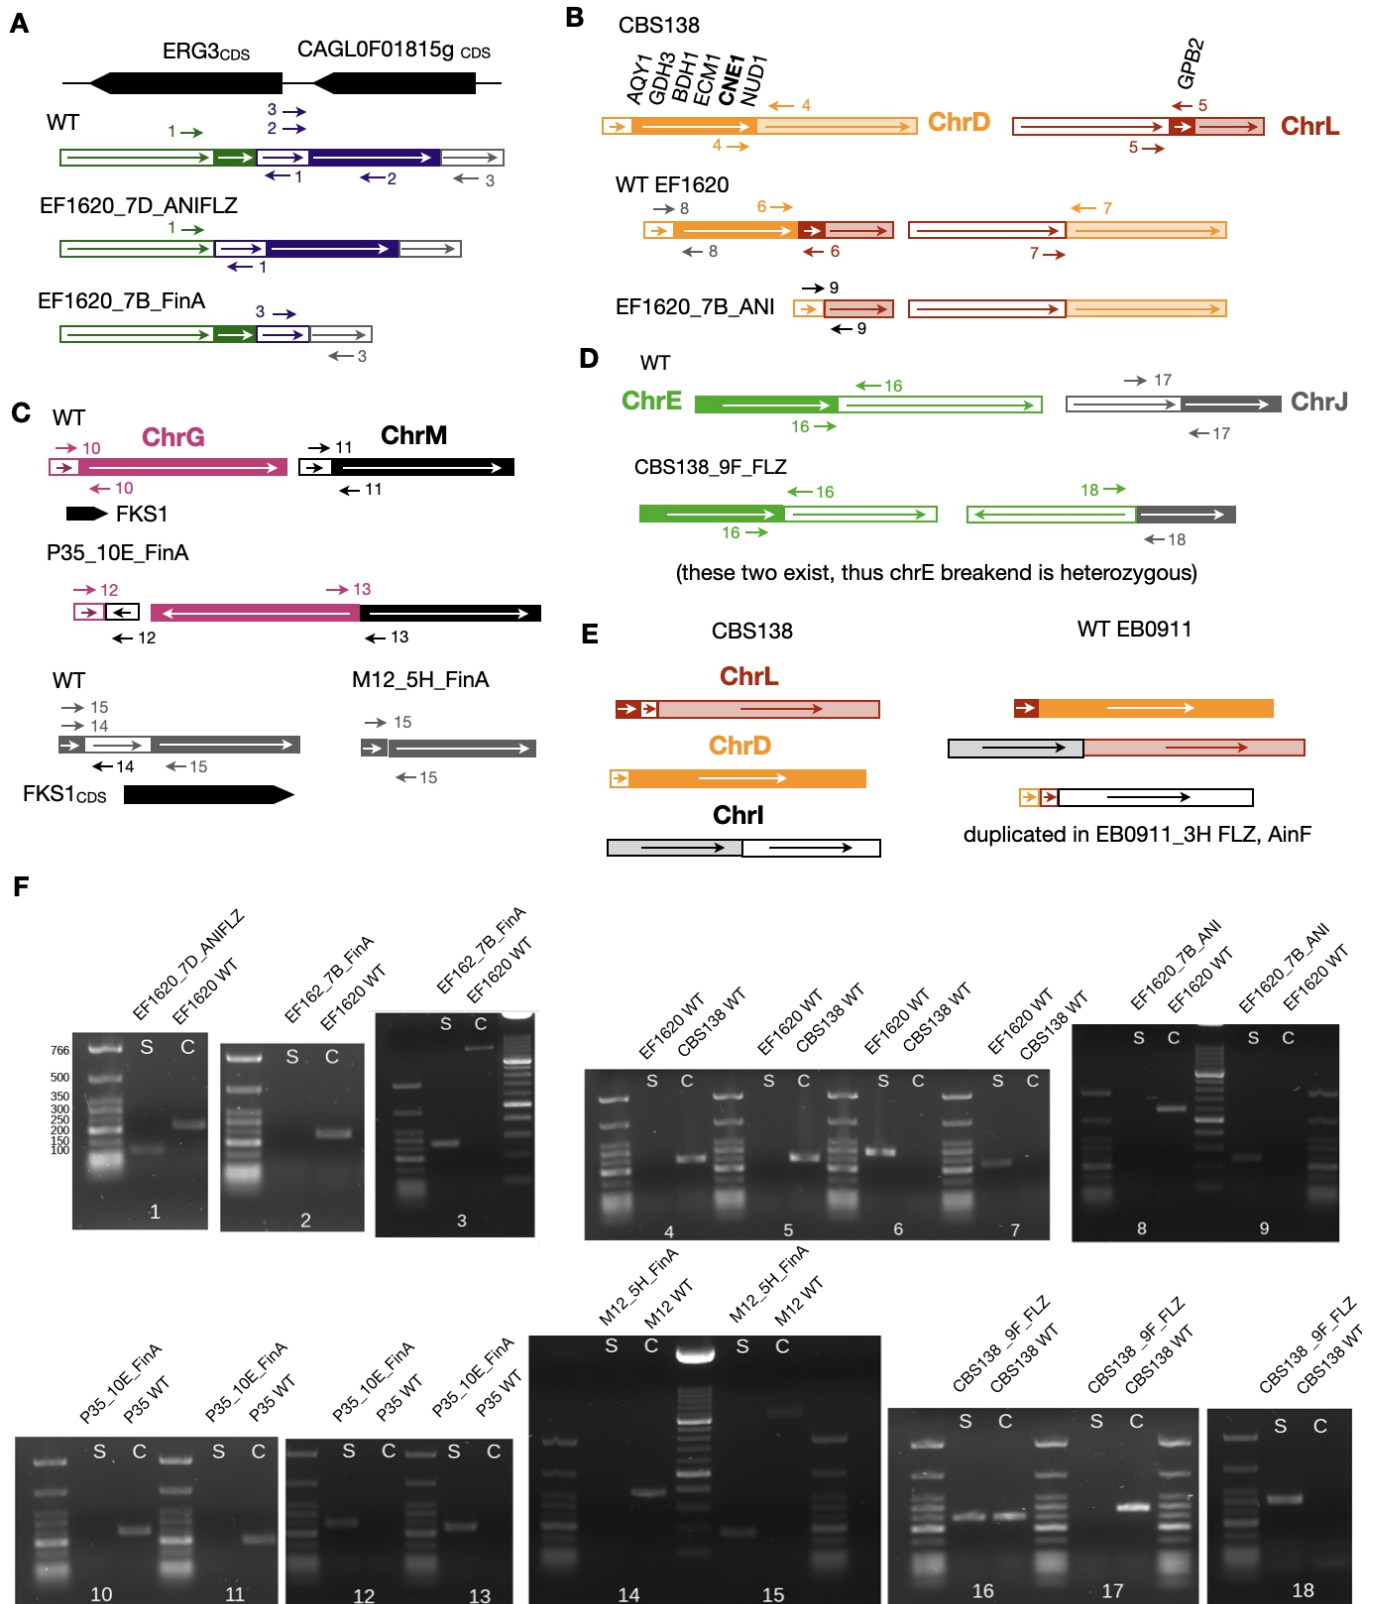 A
ERG3CDS
CAGL0F01815g CDS
3
2
WT
1
1
2
3
EF1620_7D_ANIFLZ
1
1
EF1620_7B_FinA
3
3
B
CBS138
AQY1
GDH3
BDH1
ECM1
CNE1
NUD1
GPB2
4
5
ChrD
ChrL
4
5
WT EF1620
8
6
7
8
6
7
9
EF1620_7B_ANI
9
C
WT
ChrG
ChrM
10
11
10
11
FKS1
P35_10E_FinA
12
13
12
13
WT
M12_5H_FinA
15
14
15
14
15
15
FKS1CDS
D
WT
16
17
ChrE
ChrJ
16
17
CBS138_9F_FLZ
16
18
16
18
(these two exist, thus chrE breakend is heterozygous)
E
CBS138
WT EB0911
ChrL
ChrD
ChrI
duplicated in EB0911_3H FLZ, AinF
F
EF1620_7D_ANIFLZ
EF1620 WT
EF162_7B_FinA
EF1620 WT
EF162_7B_FinA
EF1620 WT
EF1620 WT
CBS138 WT
EF1620 WT
CBS138 WT
EF1620 WT
CBS138 WT
EF1620 WT
CBS138 WT
EF1620_7B_ANI
EF1620 WT
EF1620_7B_ANI
EF1620 WT
S C
S C
S C
S C
S C
S C
S C
S C
S C
766
500
350
300
250
200
150
100
1
2
3
4
5
6
7
8
9
P35_10E_FinA
P35 WT
P35_10E_FinA
P35 WT
P35_10E_FinA
P35 WT
P35_10E_FinA
P35 WT
M12_5H_FinA
M12 WT
M12_5H_FinA
M12 WT
CBS138 _9F_FLZ
CBS138 WT
CBS138 _9F_FLZ
CBS138 WT
CBS138 _9F_FLZ
CBS138 WT
S C
S C
S C
S C
S C
S C
S C
S C
S C
10
11
12
13
14
15
16
17
18